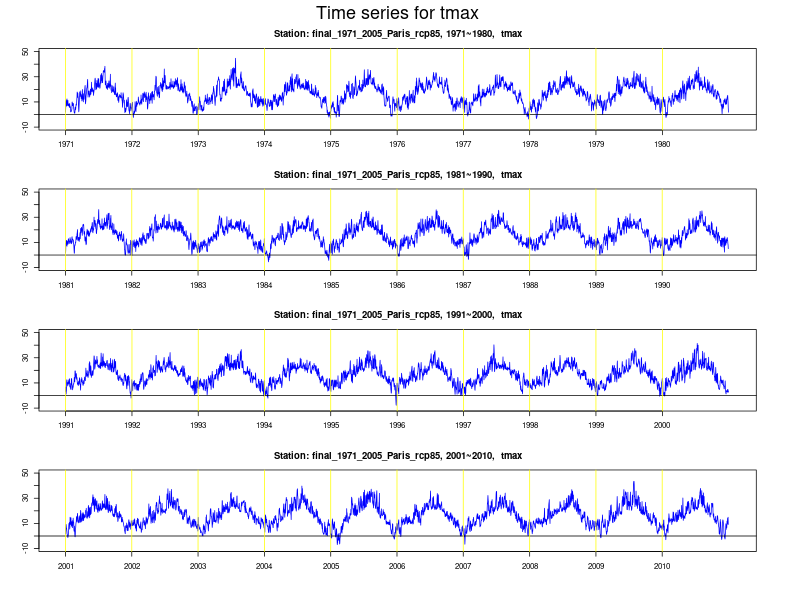 Time series for tmax
Station: final_1971_2005_Paris_rcp85, 1971~1980, tmax
50
30
10
-10
1971 1972 1973 1974 1975 1976 1977 1978 1979 1980
Station: final_1971_2005_Paris_rcp85, 1981~1990, tmax
50
30
10
-10
1981 1982 1983 1984 1985 1986 1987 1988 1989 1990
Station: final_1971_2005_Paris_rcp85, 1991~2000, tmax
50
30
10
-10
1991 1992 1993 1994 1995 1996 1997 1998 1999 2000
Station: final_1971_2005_Paris_rcp85, 2001~2010, tmax
50
30
10
-10
2001 2002 2003 2004 2005 2006 2007 2008 2009 2010